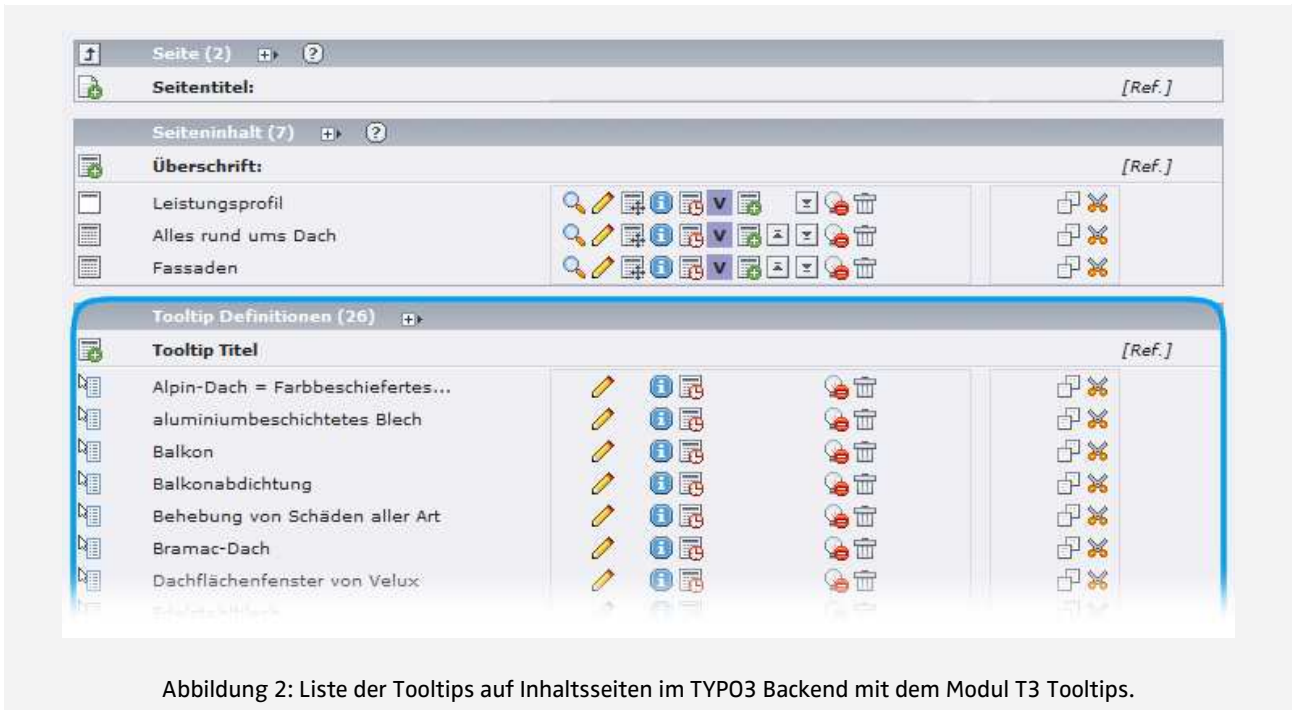 Seite (2)
Seitentitel: [Ref.]
Seiteninhalt (7)
Überschrift: [Ref.]
Leistungsprofil V
Alles rund ums Dach V
Fassaden V
Tooltip Definitionen (26)
Tooltip Titel [Ref.]
Alpin-Dach = Farbbeschiefertes...
aluminiumbeschichtetes Blech
Balkon
Balkonabdichtung
Behebung von Schäden aller Art
Bramac-Dach
Dachflächenfenster von Velux
Abbildung 2: Liste der Tooltips auf Inhaltsseiten im TYPO3 Backend mit dem Modul T3 Tooltips.